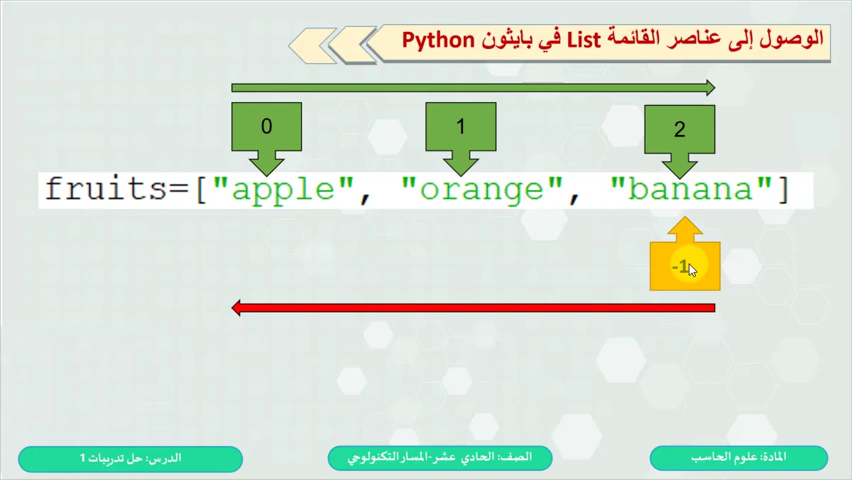 الوصول إلى عناصر القائمة List في بايثون Python
0 1 2
fruits=["apple", "orange", "banana"]
-1
المادة: علوم الحاسب
الصف: الحادي عشر-المسار التكنولوجي
الدرس: حل تدريبات 1